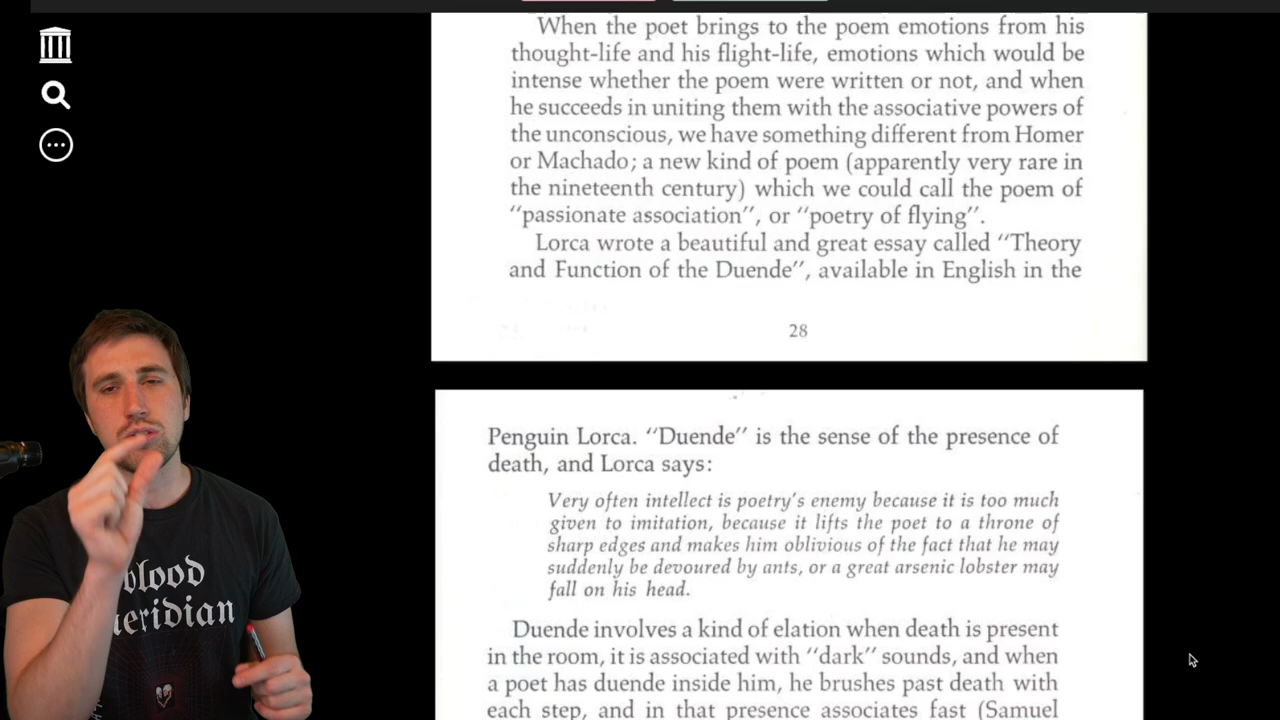 When the poet brings to the poem emotions from his
thought-life and his flight-life, emotions which would be
intense whether the poem were written or not, and when
he succeeds in uniting them with the associative powers of
the unconscious, we have something different from Homer
or Machado; a new kind of poem (apparently very rare in
the nineteenth century) which we could call the poem of
“passionate association”, or “poetry of flying”.
Lorca wrote a beautiful and great essay called “Theory
and Function of the Duende”, available in English in the
28
Penguin Lorca. “Duende” is the sense of the presence of
death, and Lorca says:
Very often intellect is poetry's enemy because it is too much
given to imitation, because it lifts the poet to a throne of
sharp edges and makes him oblivious of the fact that he may
suddenly be devoured by ants, or a great arsenic lobster may
fall on his head.
Duende involves a kind of elation when death is present
in the room, it is associated with “dark” sounds, and when
a poet has duende inside him, he brushes past death with
each step, and in that presence associates fast (Samuel
blood
meridian